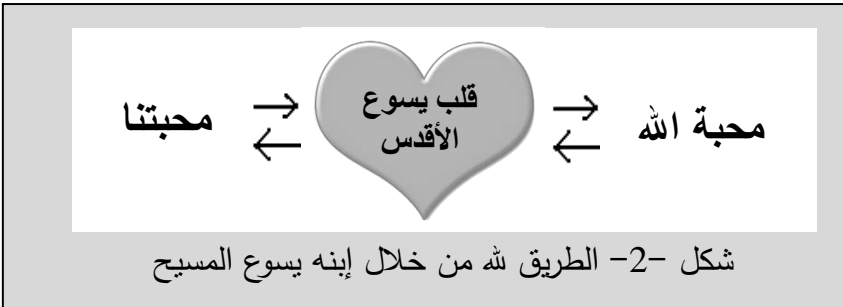 محبة الله
قلب يسوع
الأقدس
محبتنا
شكل -2- الطريق لله من خلال إبنه يسوع المسيح